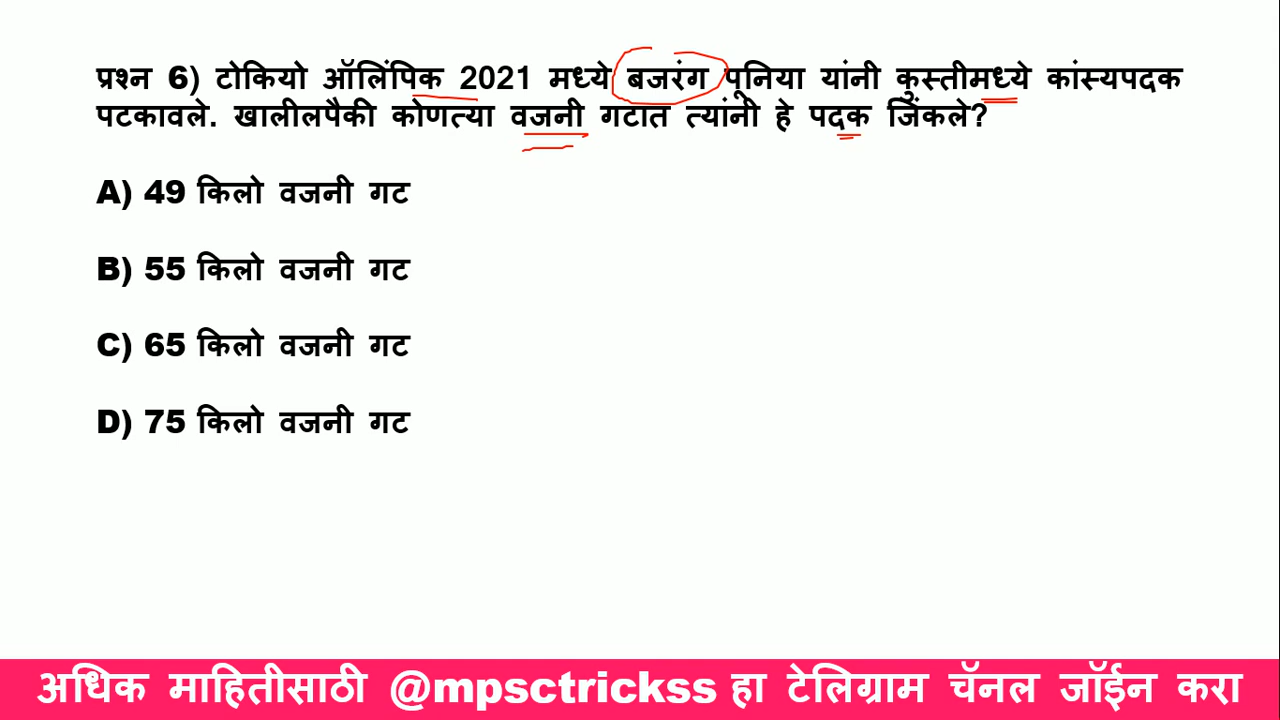 प्रश्न 6) टोकियो ऑलिंपिक 2021 मध्ये बजरंग पूनिया यांनी कुस्तीमध्ये कांस्यपदक
पटकावले. खालीलपैकी कोणत्या वजनी गटात त्यांनी हे पदक जिंकले?
A) 49 किलो वजनी गट
B) 55 किलो वजनी गट
C) 65 किलो वजनी गट
D) 75 किलो वजनी गट
अधिक माहितीसाठी @mpsctrickss हा टेलिग्राम चॅनल जॉईन करा